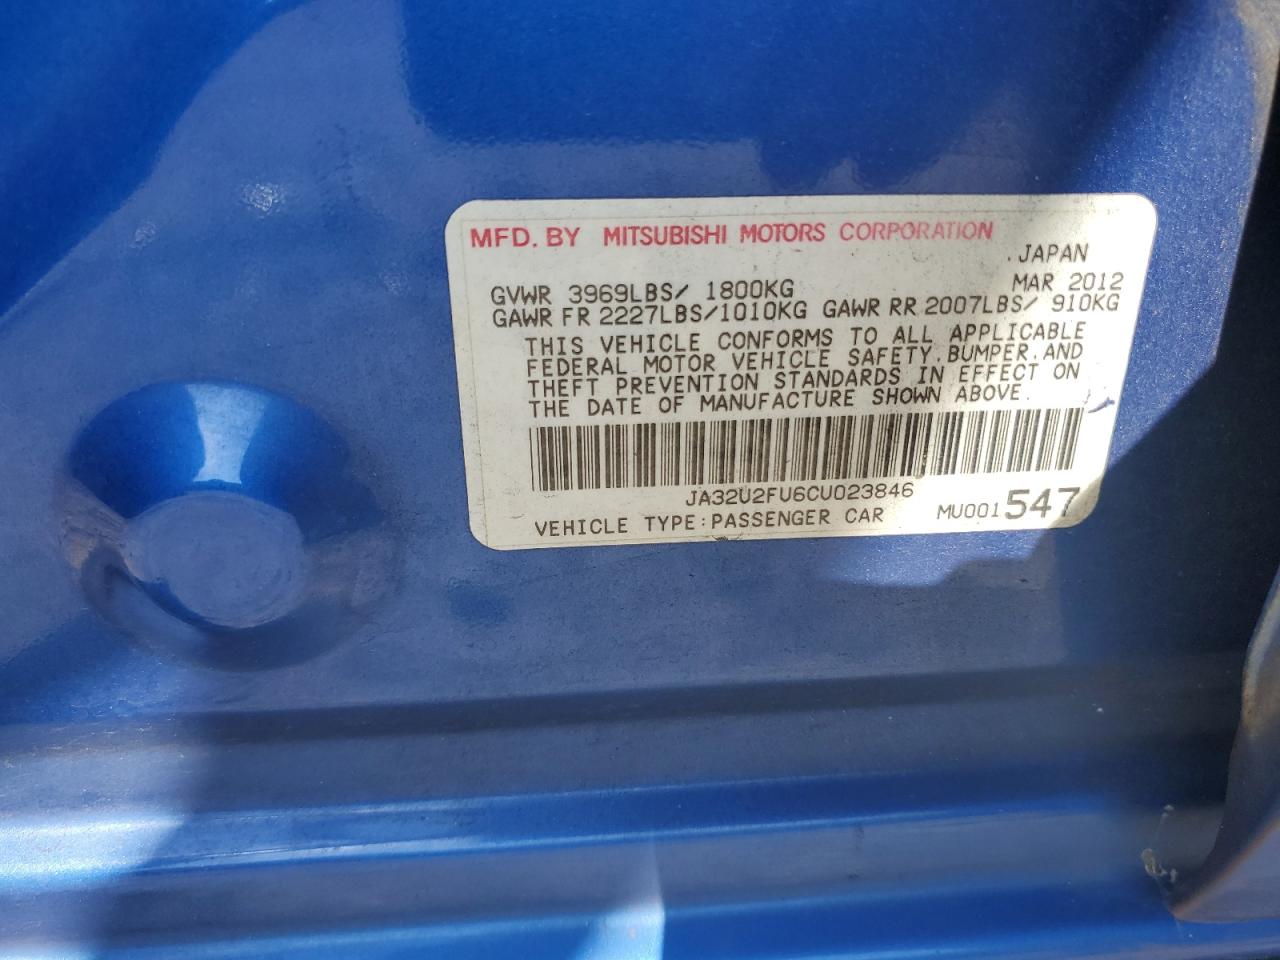 MFD. BY MITSUBISHI MOTORS CORPORATION
.JAPAN
GVWR 3969LBS/ 1800KG MAR 2012
GAWR FR 2227LBS/1010KG GAWR RR 2007LBS/ 910KG
THIS VEHICLE CONFORMS TO ALL APPLICABLE
FEDERAL MOTOR VEHICLE SAFETY.BUMPER.AND
THEFT PREVENTION STANDARDS IN EFFECT ON
THE DATE OF MANUFACTURE SHOWN ABOVE.
JA32U2FU6CU023846
VEHICLE TYPE:PASSENGER CAR MU001547